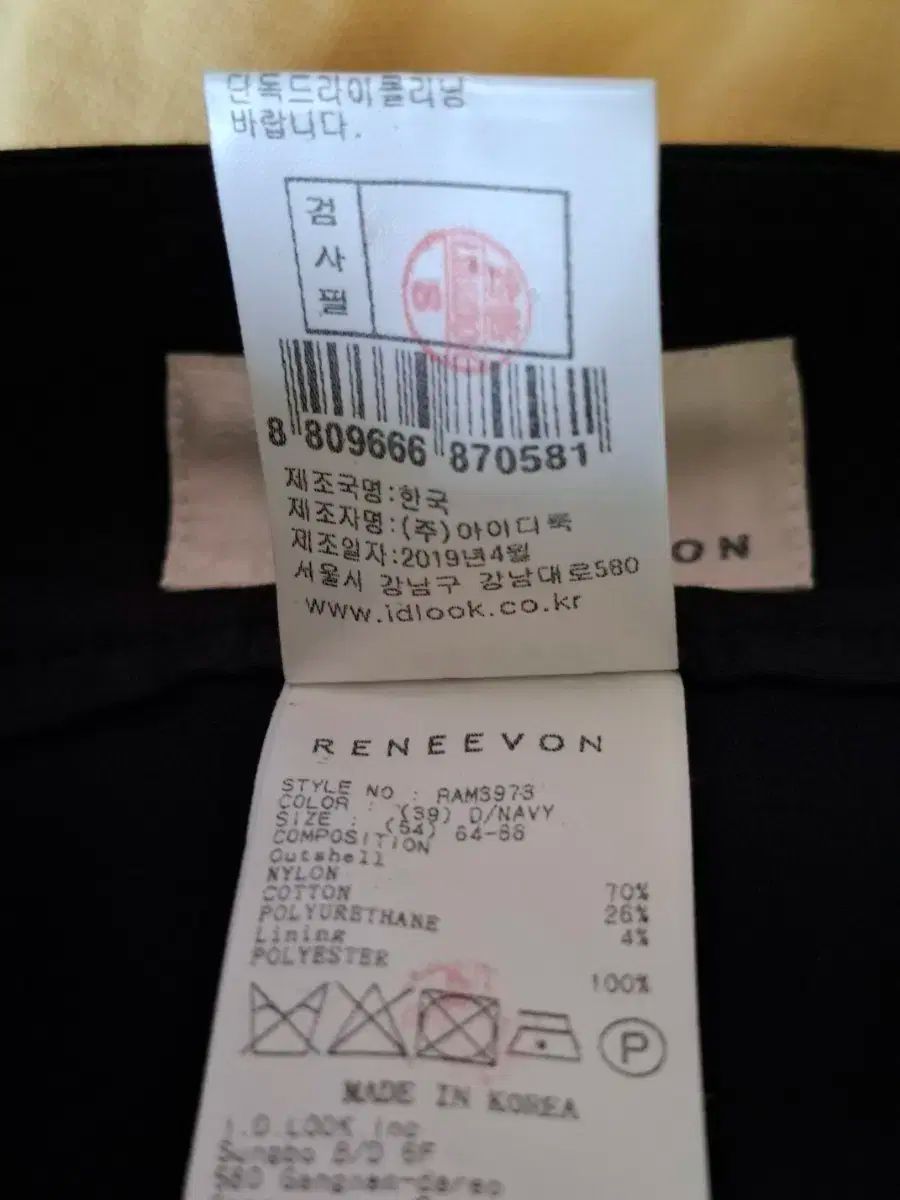 단독드라이클리닝
바랍니다.
검
사
필
8 809666 870581
제조국명:한국
제조자명:(주)아이디룩
제조일자:2019년4월
서울시 강남구 강남대로580
www.idlook.co.kr
ON
RENEEVON
STYLE NO : RAM3973
COLOR : (39) D/NAVY
SIZE : (54) 64-88
COMPOSITION
Outshell
NYLON 70%
COTTON 26%
POLYURETHANE 4%
Lining
POLYESTER 100%
P
MADE IN KOREA
I.D.LOOK Inc
580 Gangnam-daero